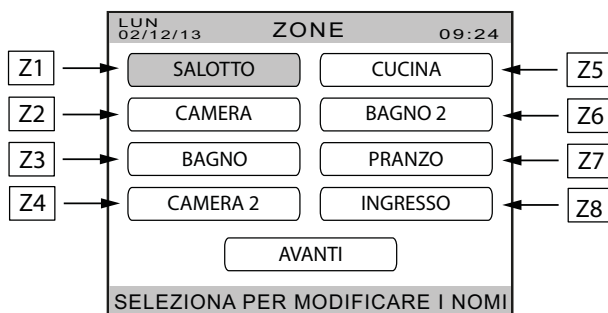 LUN
02/12/13 ZONE 09:24
Z1 SALOTTO CUCINA Z5
Z2 CAMERA BAGNO 2 Z6
Z3 BAGNO PRANZO Z7
Z4 CAMERA 2 INGRESSO Z8
AVANTI
SELEZIONA PER MODIFICARE I NOMI